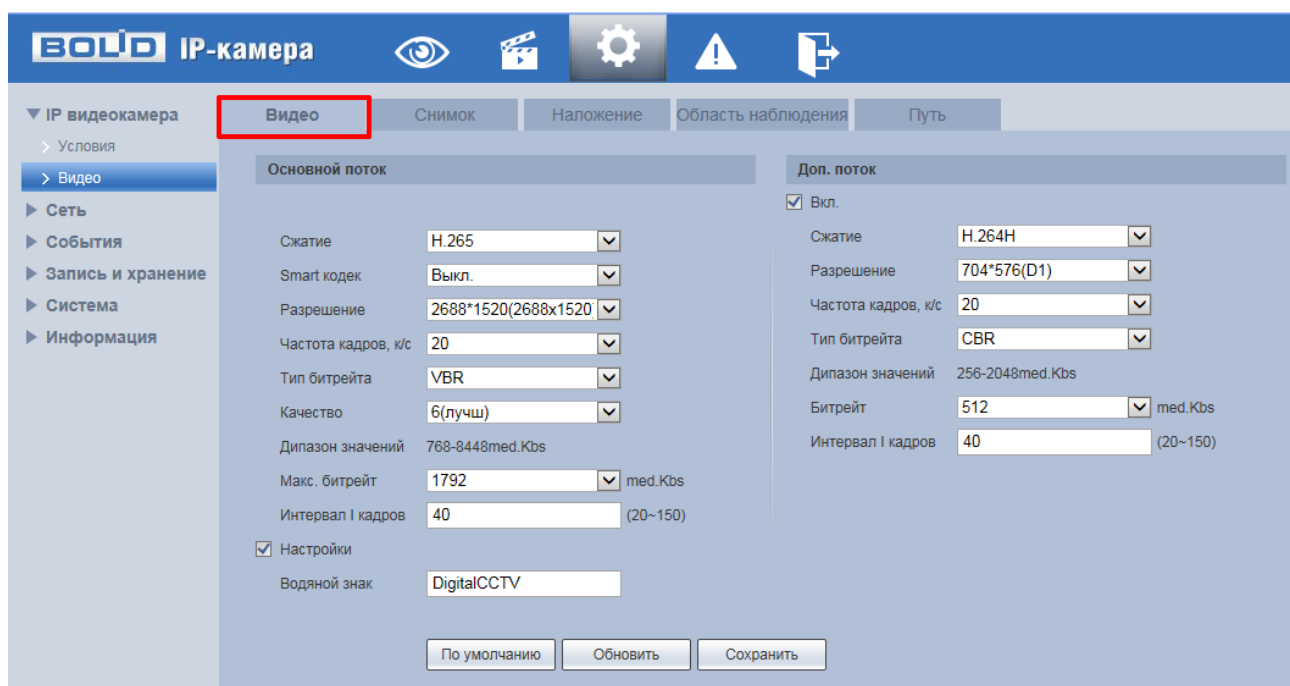 BOLID IP-камера
IP видеокамера
Условия
Видео
Сеть
События
Запись и хранение
Система
Информация
Видео
Снимок
Наложение
Область наблюдения
Путь
Основной поток
Сжатие H.265
Smart кодек Выкл.
Разрешение 2688*1520(2688x1520)
Частота кадров, к/с 20
Тип битрейта VBR
Качество 6(лучш)
Дипазон значений 768-8448med.Kbs
Макс. битрейт 1792 med.Kbs
Интервал I кадров 40 (20~150)
Настройки
Водяной знак DigitalCCTV
По умолчанию Обновить Сохранить
Доп. поток
Вкл.
Сжатие H.264H
Разрешение 704*576(D1)
Частота кадров, к/с 20
Тип битрейта CBR
Дипазон значений 256-2048med.Kbs
Битрейт 512 med.Kbs
Интервал I кадров 40 (20~150)